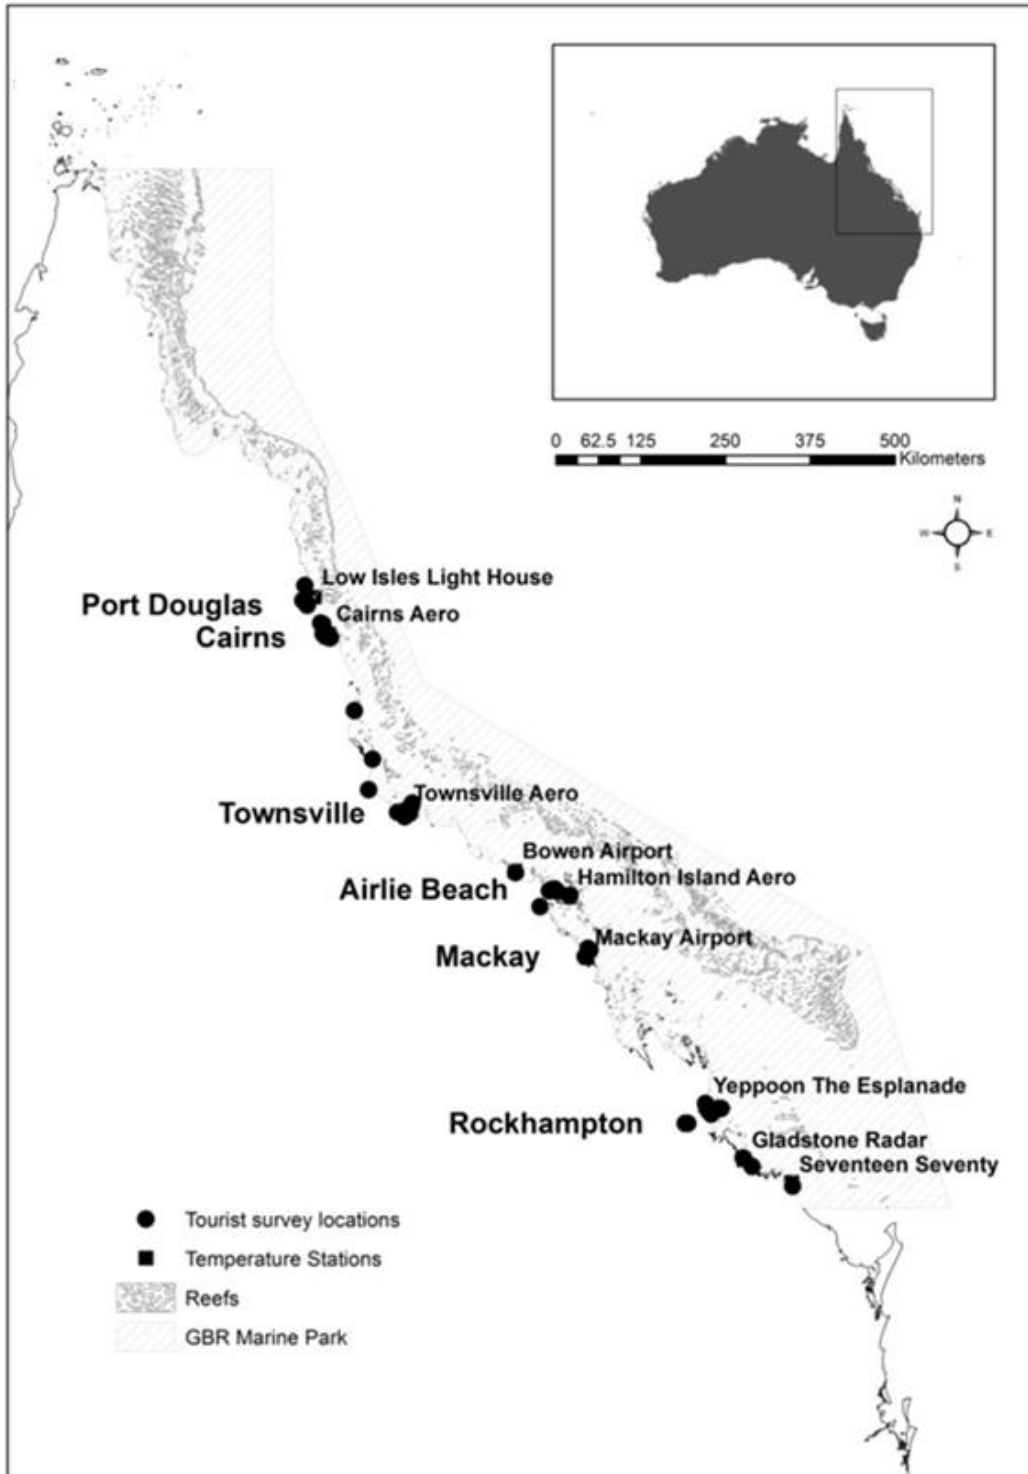 0 62.5 125 250 375 500
Kilometers
N
W E
S
Low Isles Light House
Port Douglas
Cairns Aero
Cairns
Townsville Aero
Townsville
Bowen Airport
Hamilton Island Aero
Airlie Beach
Mackay Airport
Mackay
Yeppoon The Esplanade
Rockhampton
Gladstone Radar
Seventeen Seventy
Tourist survey locations
Temperature Stations
Reefs
GBR Marine Park